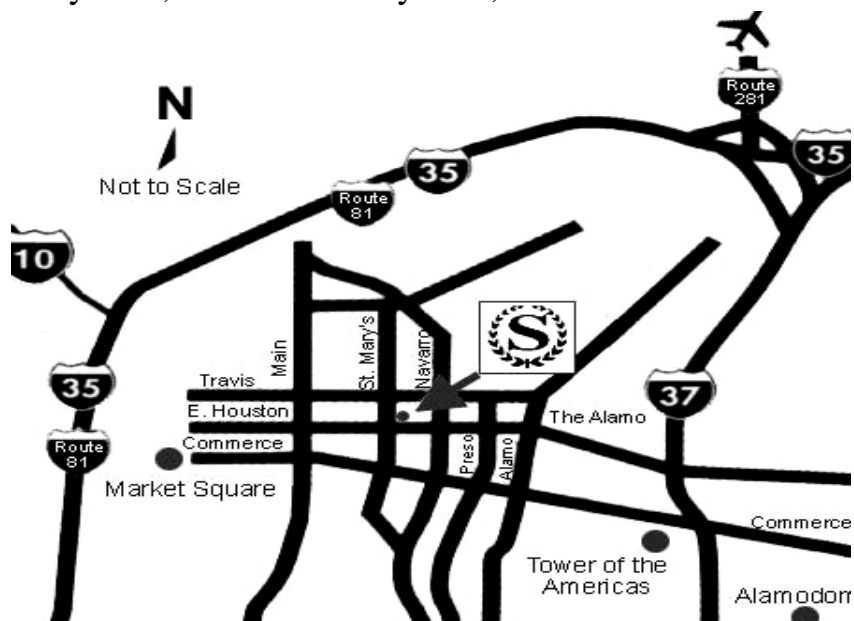 N
Not to Scale
Route
281
35
35
Route
81
10
St. Mary's
Navarro
S
Main
35
Travis
37
E. Houston
The Alamo
Commerce
Route
81
Preso
Alamo
Market Square
Commerce
Tower of the
Americas
Alamodom